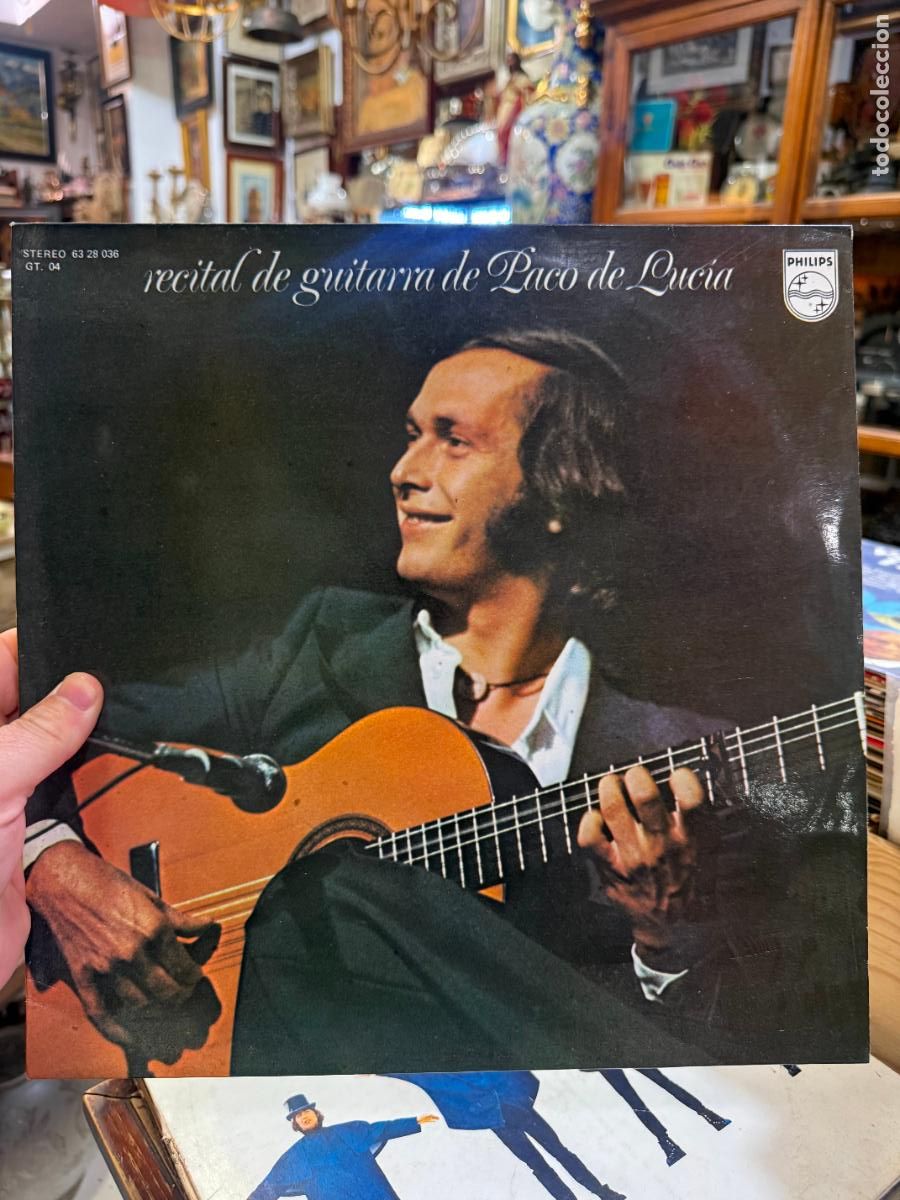 STEREO 63 28 036
GT. 04
recital de guitarra de Paco de Lucía
PHILIPS
todocoleccion